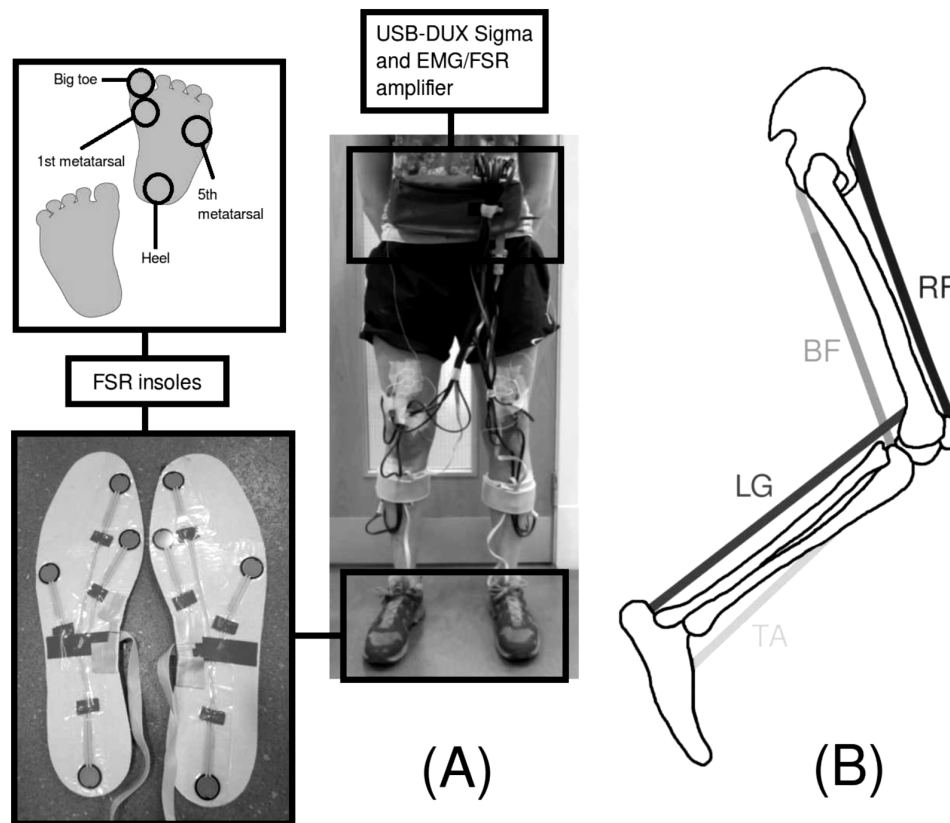 USB-DUX Sigma
and EMG/FSR
amplifier
Big toe
1st metatarsal
5th
metatarsal
Heel
FSR insoles
RF
BF
LG
TA
(A)
(B)